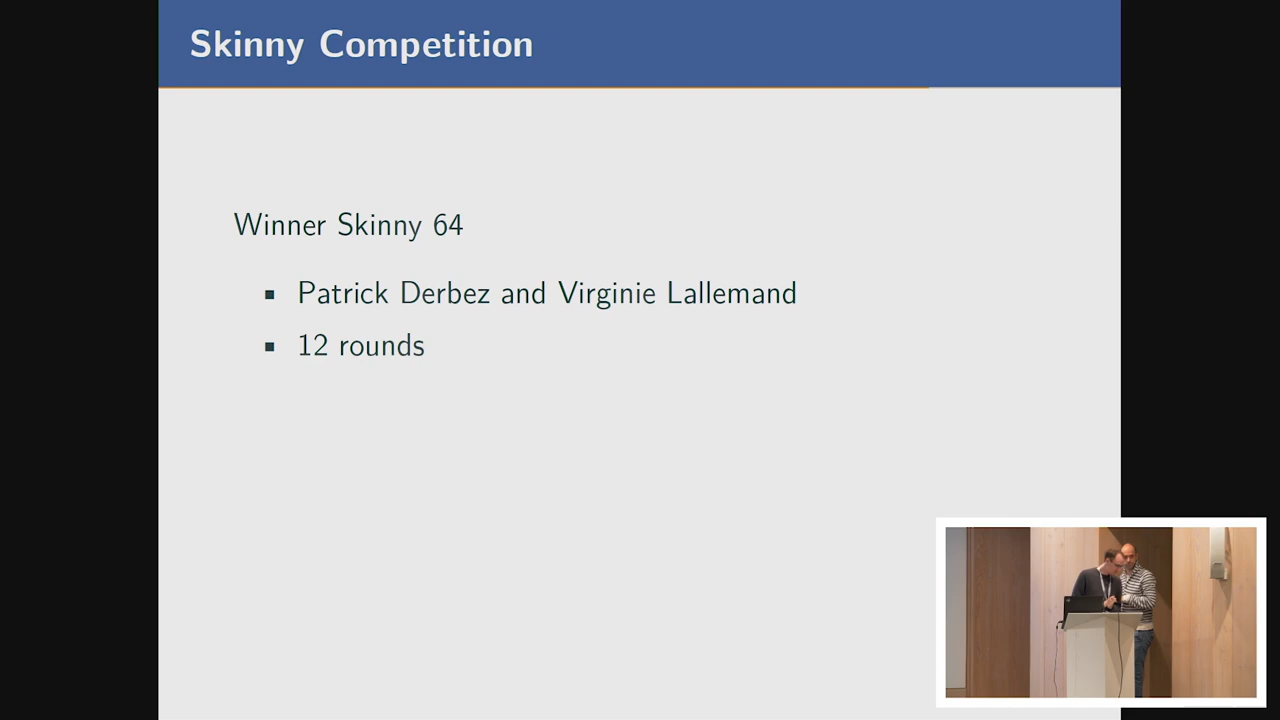 Skinny Competition
Winner Skinny 64
Patrick Derbez and Virginie Lallemand
12 rounds